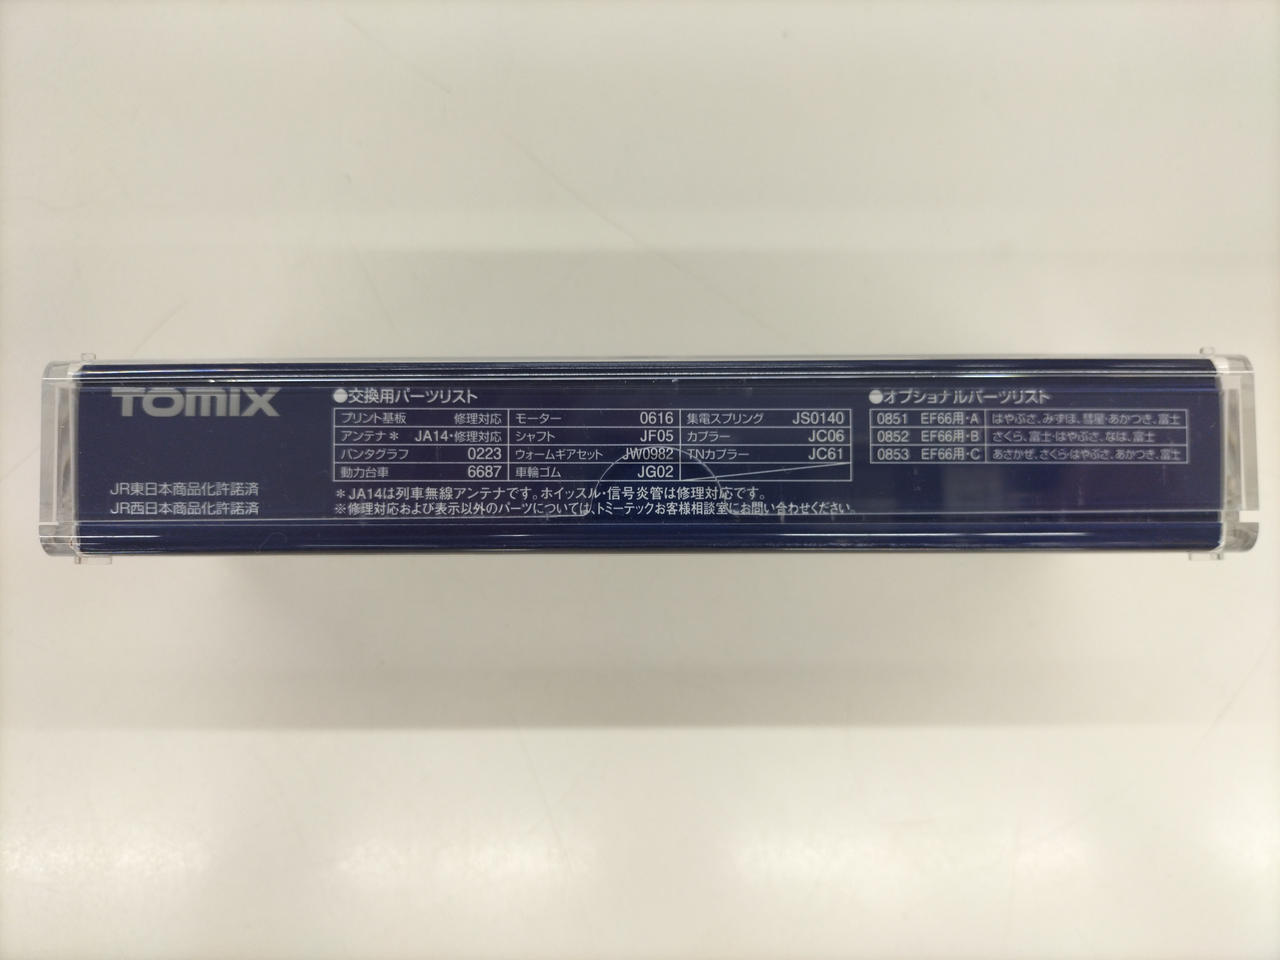 TOMIX
●交換用パーツリスト
プリント基板 修理対応 モーター 0616 集電スプリング JS0140
アンテナ＊ JA14・修理対応 シャフト JF05 カプラー JC06
パンタグラフ 0223 ウォームギアセット JW0982 TNカプラー JC61
動力台車 6687 車輪ゴム JG02
＊JA14は列車無線アンテナです。ホイッスル・信号炎管は修理対応です。
※修理対応および表示以外のパーツについては、トミーテックお客様相談室にお問い合わせください。
●オプショナルパーツリスト
0851 EF66用・A はやぶさ、みずほ、彗星・あかつき、富士
0852 EF66用・B さくら、富士・はやぶさ、なは、富士
0853 EF66用・C あさかぜ、さくら・はやぶさ、あかつき、富士
JR東日本商品化許諾済
JR西日本商品化許諾済